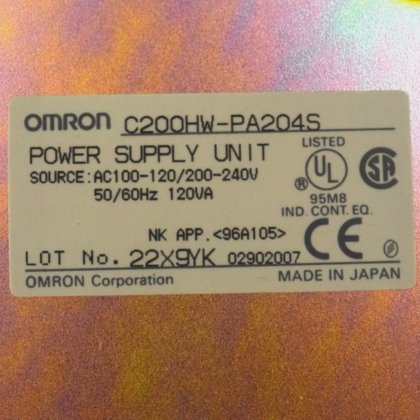 OMRON C200HW-PA204S
POWER SUPPLY UNIT
LISTED
SOURCE:AC100-120/200-240V
50/60Hz 120VA
UL
®
SA
95M8
IND. CONT. EQ.
NK APP.<96A105>
CE
LOT No. 22X9YK 02902007
OMRON Corporation MADE IN JAPAN